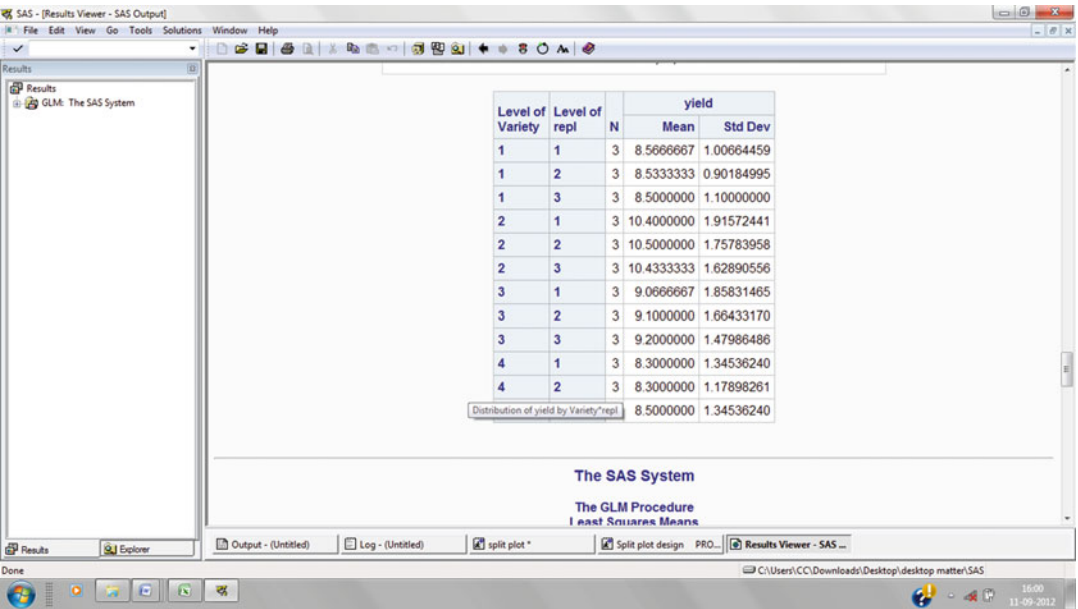 SAS - [Results Viewer - SAS Output]
File Edit View Go Tools Solutions Window Help
Results
Results
GLM: The SAS System
Level of Variety Level of repl N yield
Mean Std Dev
1 1 3 8.5666667 1.00664459
1 2 3 8.5333333 0.90184995
1 3 3 8.5000000 1.10000000
2 1 3 10.4000000 1.91572441
2 2 3 10.5000000 1.75783958
2 3 3 10.4333333 1.62890556
3 1 3 9.0666667 1.85831465
3 2 3 9.1000000 1.66433170
3 3 3 9.2000000 1.47986486
4 1 3 8.3000000 1.34536240
4 2 3 8.3000000 1.17898261
Distribution of yield by Variety*repl 8.5000000 1.34536240
The SAS System
The GLM Procedure
Least Squares Means
Results Explorer
Output - (Untitled) Log - (Untitled) split plot * Split plot design PRO... Results Viewer - SAS ...
Done C:\Users\CC\Downloads\Desktop\desktop matter\SAS
16:00
11-09-2012